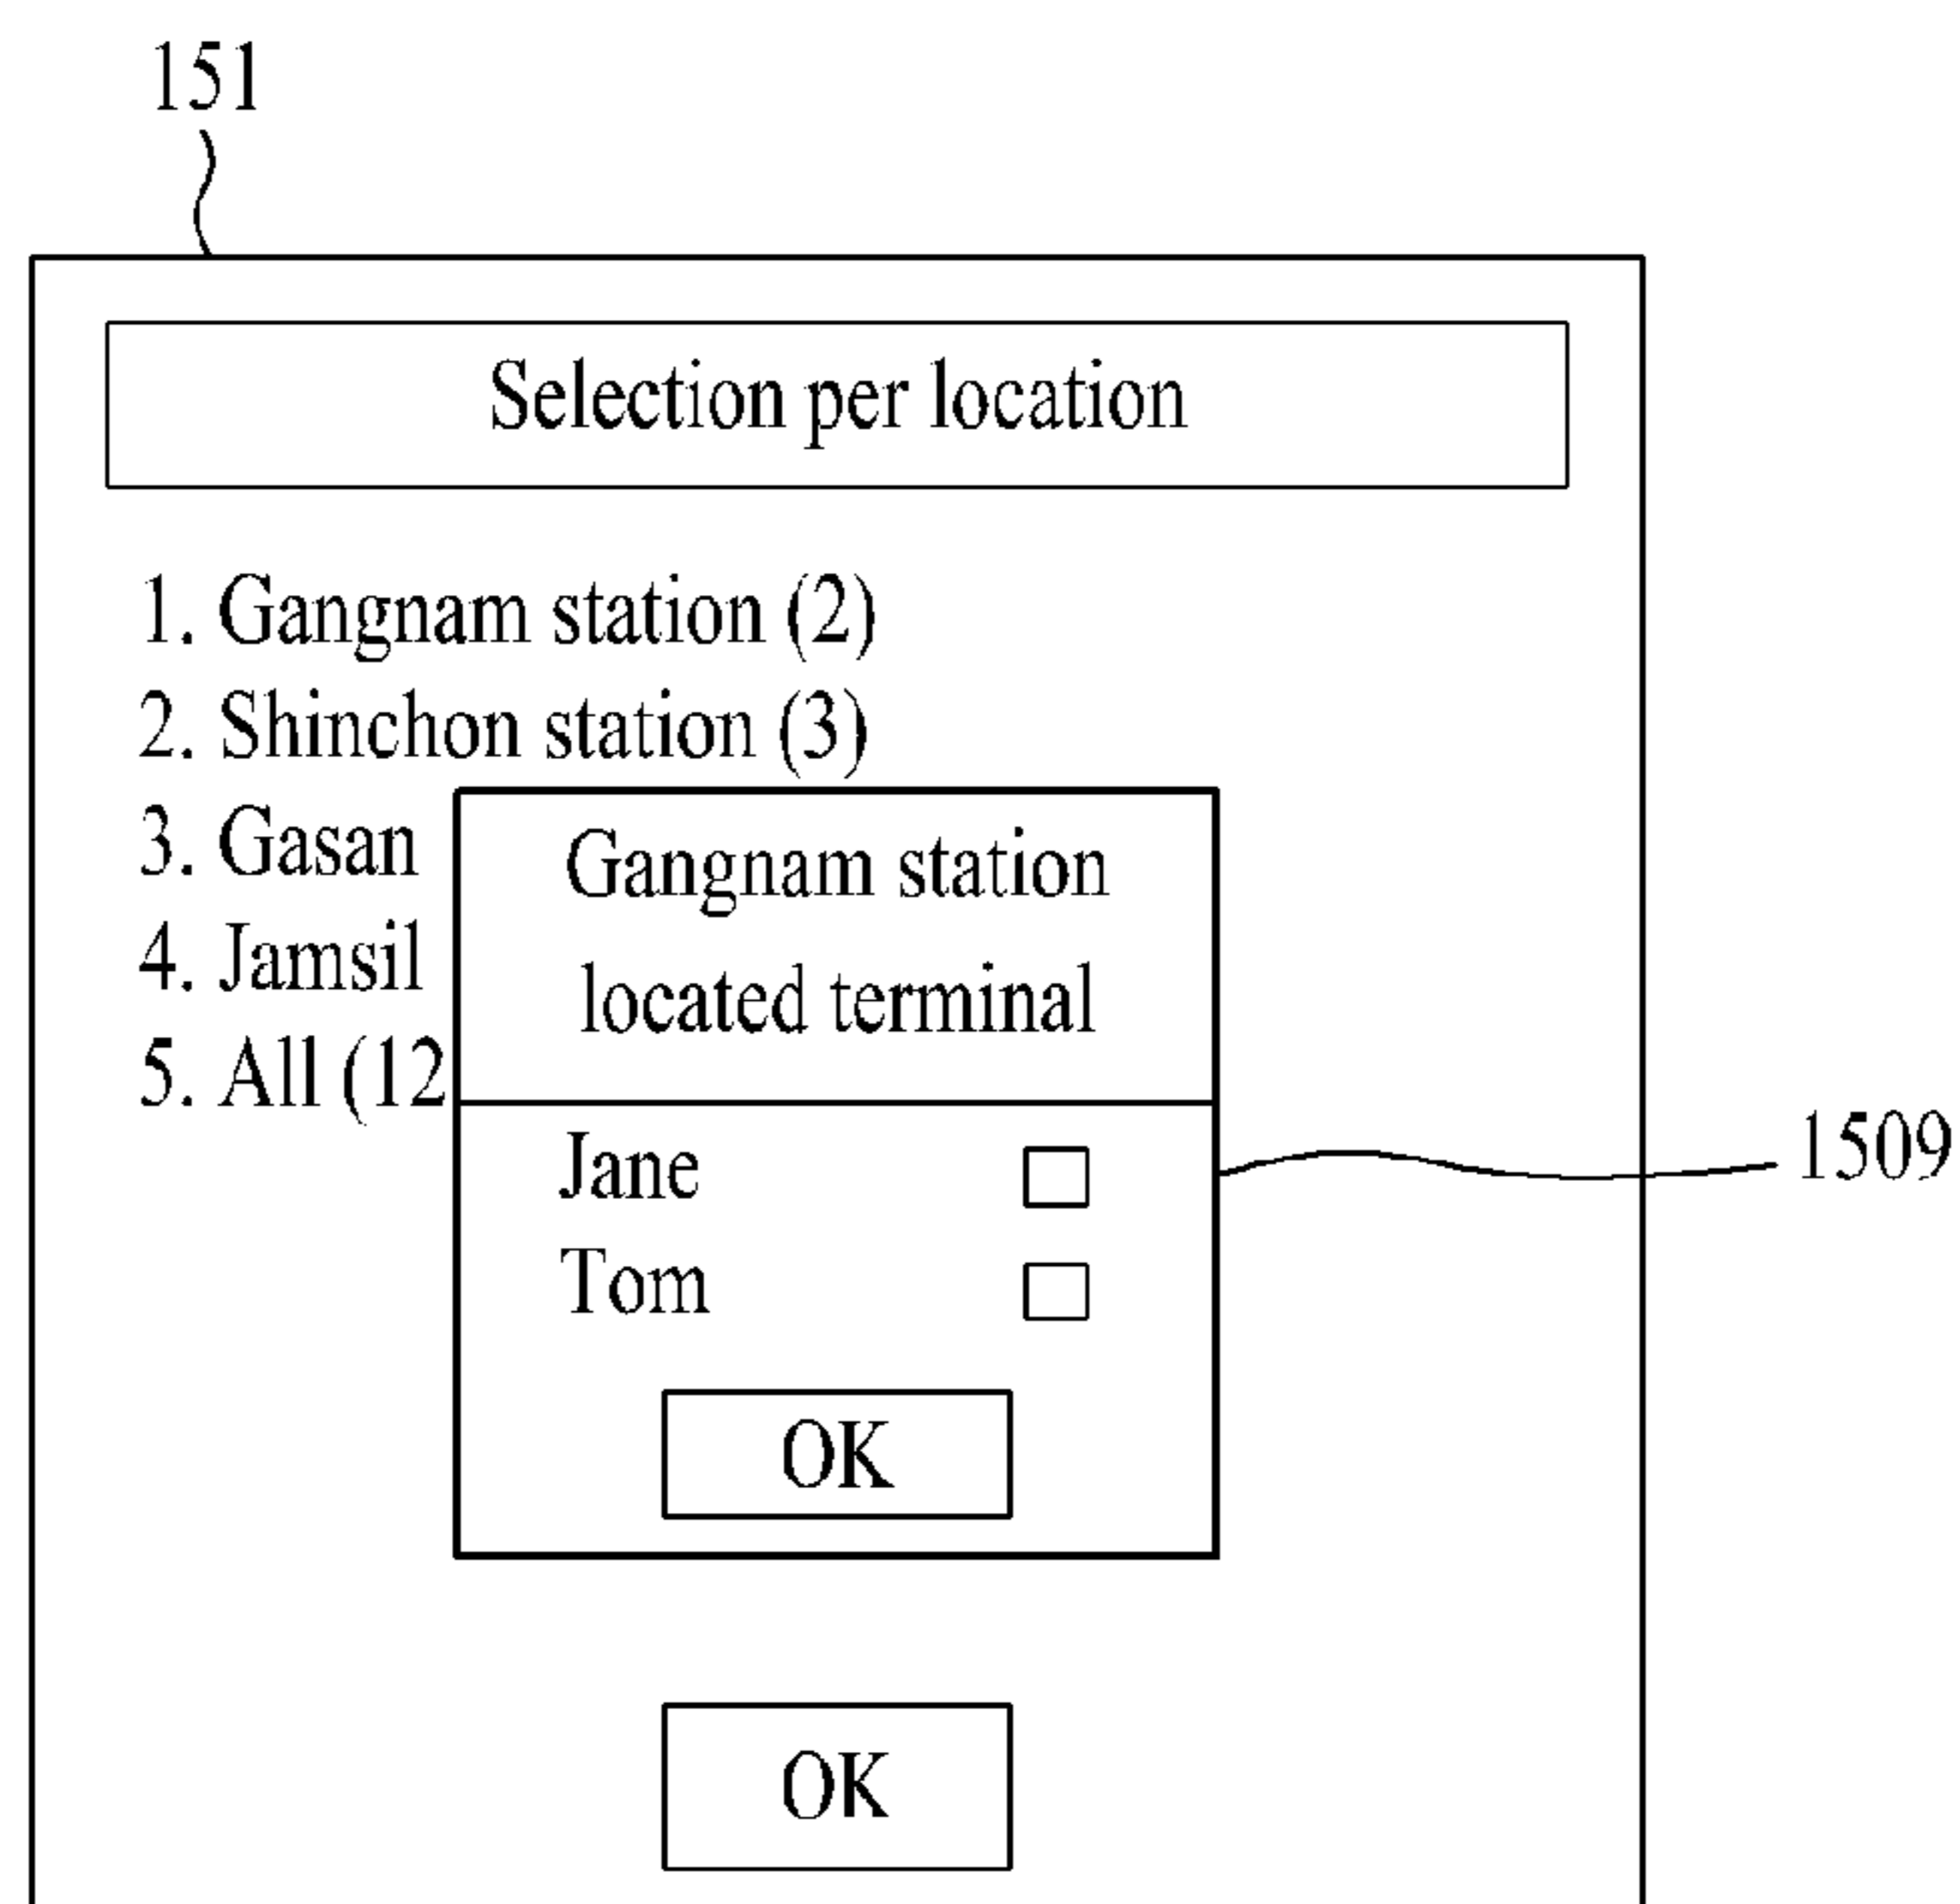 151
Selection per location
1. Gangnam station (2)
2. Shinchon station (3)
3. Gasan
4. Jamsil
5. All (12
Gangnam station
located terminal
Jane
Tom
OK
1509
OK